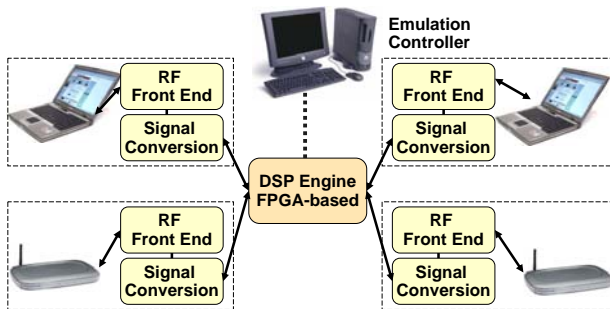 Emulation
Controller
RF
Front End
Signal
Conversion
RF
Front End
Signal
Conversion
DSP Engine
FPGA-based
RF
Front End
Signal
Conversion
RF
Front End
Signal
Conversion